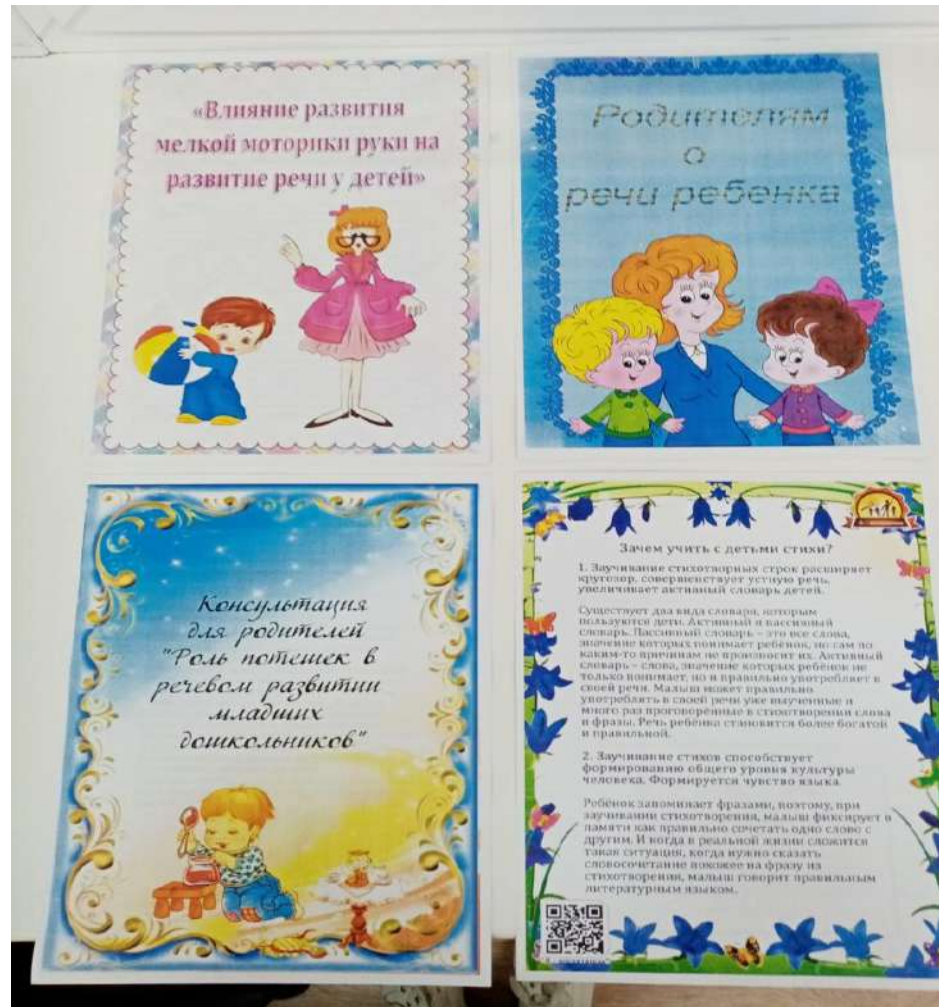 «Влияние развития
мелкой моторики руки на
развитие речи у детей»
Родителям
о
речи ребенка
Консультация
для родителей
"Роль потешек в
речевом развитии
младших
дошкольников"
Зачем учить с детьми стихи?
1. Заучивание стихотворных строк расширяет
кругозор, совершенствует устную речь,
увеличивает активный словарь детей.
Существует два вида словаря, которым
пользуются дети. Активный и пассивный
словарь. Пассивный словарь – это все слова,
значение которых понимает ребёнок, но сам по
каким-то причинам не произносит их. Активный
словарь – слова, значение которых ребёнок не
только понимает, но и правильно употребляет в
своей речи. Малыш может правильно
употреблять в своей речи уже выученные и
много раз проговорённые в стихотворении слова
и фразы. Речь ребёнка становится более богатой
и правильной.
2. Заучивание стихов способствует
формированию общего уровня культуры
человека. Формируется чувство языка.
Ребёнок запоминает фразами, поэтому, при
заучивании стихотворения, малыш фиксирует в
памяти как правильно сочетать одно слово с
другим. И когда в реальной жизни сложится
такая ситуация, когда нужно сказать
словосочетание похожее на фразу из
стихотворения, малыш говорит правильным
литературным языком.